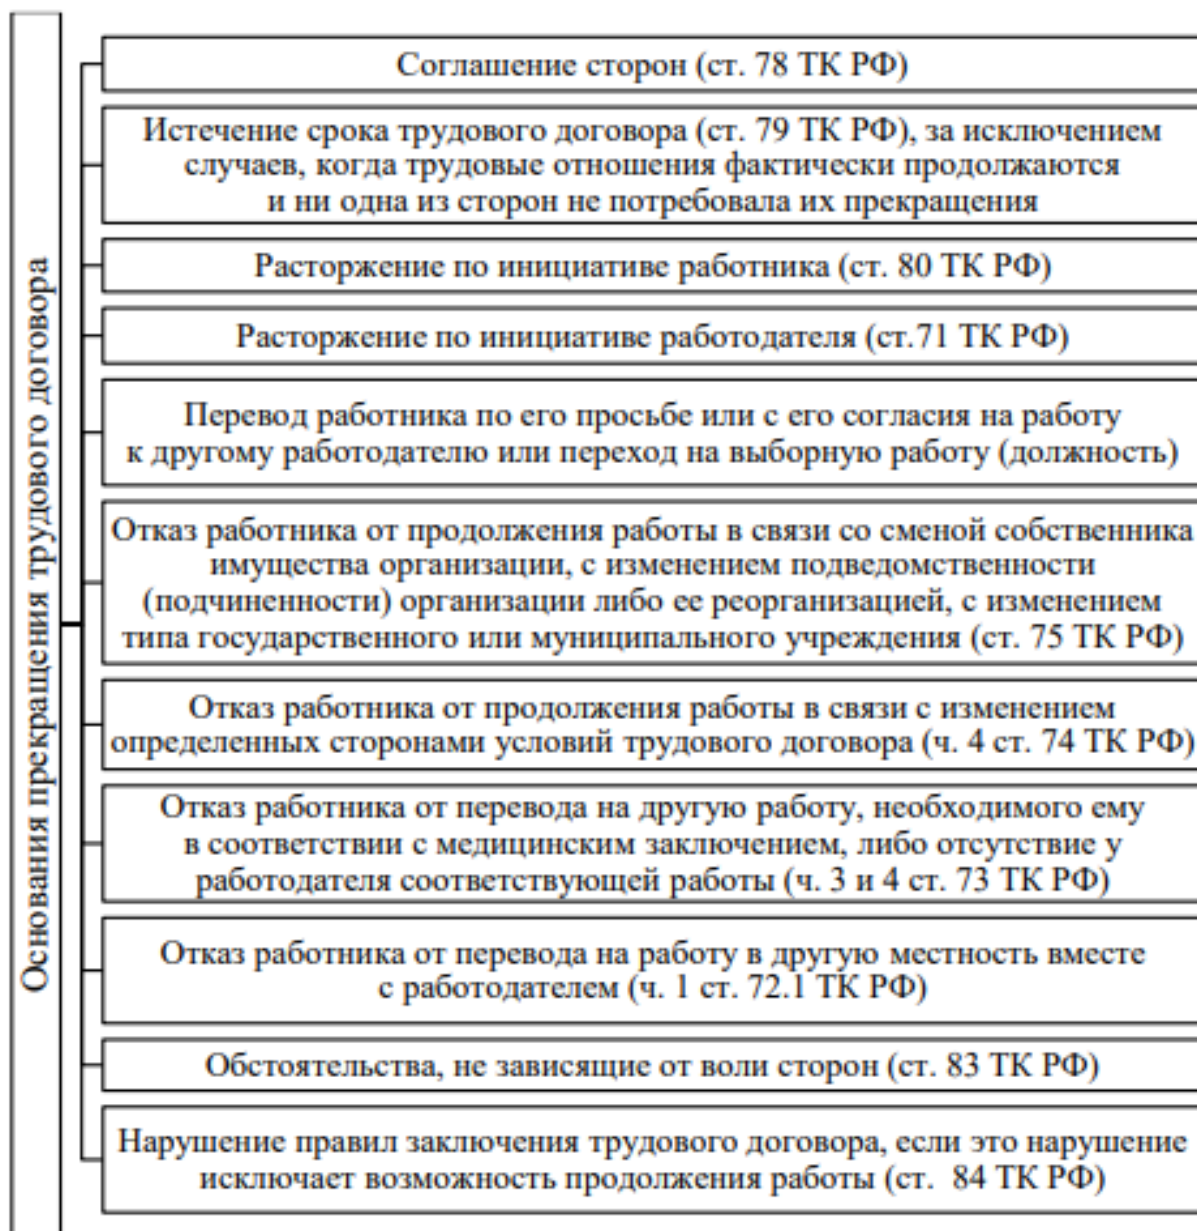 Основания прекращения трудового договора
Соглашение сторон (ст. 78 ТК РФ)
Истечение срока трудового договора (ст. 79 ТК РФ), за исключением
случаев, когда трудовые отношения фактически продолжаются
и ни одна из сторон не потребовала их прекращения
Расторжение по инициативе работника (ст. 80 ТК РФ)
Расторжение по инициативе работодателя (ст.71 ТК РФ)
Перевод работника по его просьбе или с его согласия на работу
к другому работодателю или переход на выборную работу (должность)
Отказ работника от продолжения работы в связи со сменой собственника
имущества организации, с изменением подведомственности
(подчиненности) организации либо ее реорганизацией, с изменением
типа государственного или муниципального учреждения (ст. 75 ТК РФ)
Отказ работника от продолжения работы в связи с изменением
определенных сторонами условий трудового договора (ч. 4 ст. 74 ТК РФ)
Отказ работника от перевода на другую работу, необходимого ему
в соответствии с медицинским заключением, либо отсутствие у
работодателя соответствующей работы (ч. 3 и 4 ст. 73 ТК РФ)
Отказ работника от перевода на работу в другую местность вместе
с работодателем (ч. 1 ст. 72.1 ТК РФ)
Обстоятельства, не зависящие от воли сторон (ст. 83 ТК РФ)
Нарушение правил заключения трудового договора, если это нарушение
исключает возможность продолжения работы (ст. 84 ТК РФ)